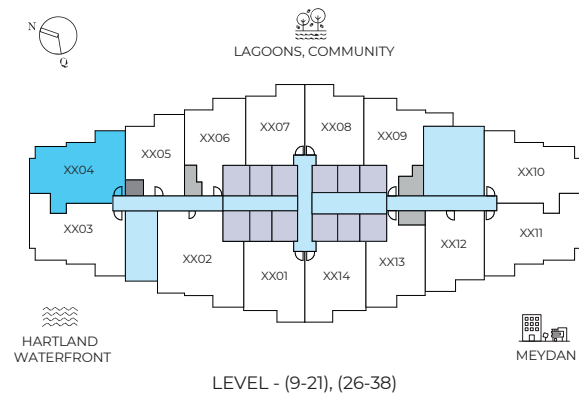 N
Q
LAGOONS, COMMUNITY
XX07
XX08
XX06
XX09
XX05
XX04
XX10
XX03
XX11
XX02
XX12
XX01
XX14
XX13
HARTLAND
WATERFRONT
MEYDAN
LEVEL - (9-21), (26-38)